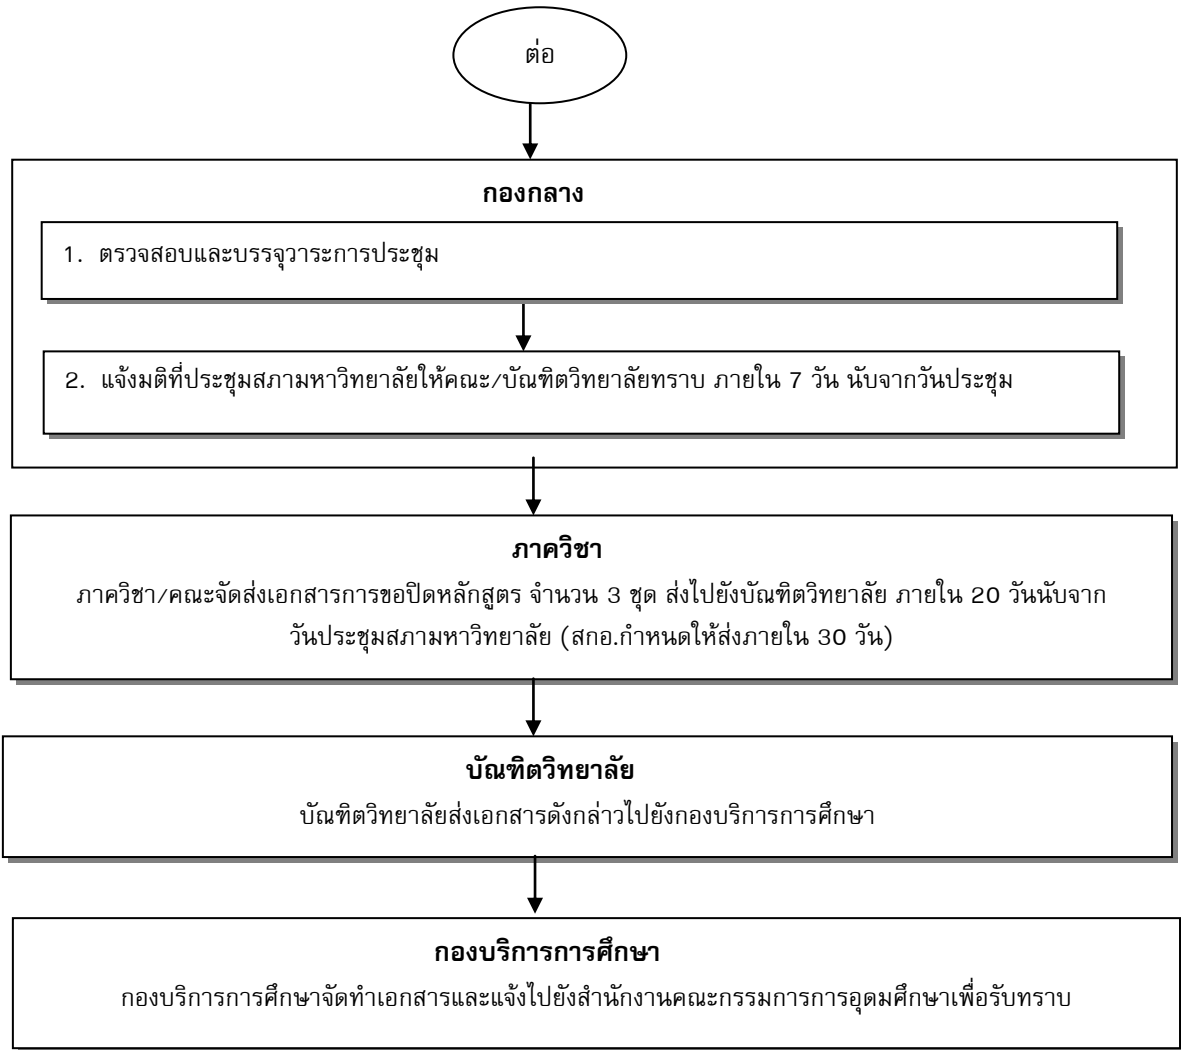 ต่อ
กองกลาง
1. ตรวจสอบและบรรจุวาระการประชุม
2. แจ้งมติที่ประชุมสภามหาวิทยาลัยให้คณะ/บัณฑิตวิทยาลัยทราบ ภายใน 7 วัน นับจากวันประชุม
ภาควิชา
ภาควิชา/คณะจัดส่งเอกสารการขอปิดหลักสูตร จำนวน 3 ชุด ส่งไปยังบัณฑิตวิทยาลัย ภายใน 20 วันนับจาก
วันประชุมสภามหาวิทยาลัย (สกอ.กำหนดให้ส่งภายใน 30 วัน)
บัณฑิตวิทยาลัย
บัณฑิตวิทยาลัยส่งเอกสารดังกล่าวไปยังกองบริการการศึกษา
กองบริการการศึกษา
กองบริการการศึกษาจัดทำเอกสารและแจ้งไปยังสำนักงานคณะกรรมการการอุดมศึกษาเพื่อรับทราบ